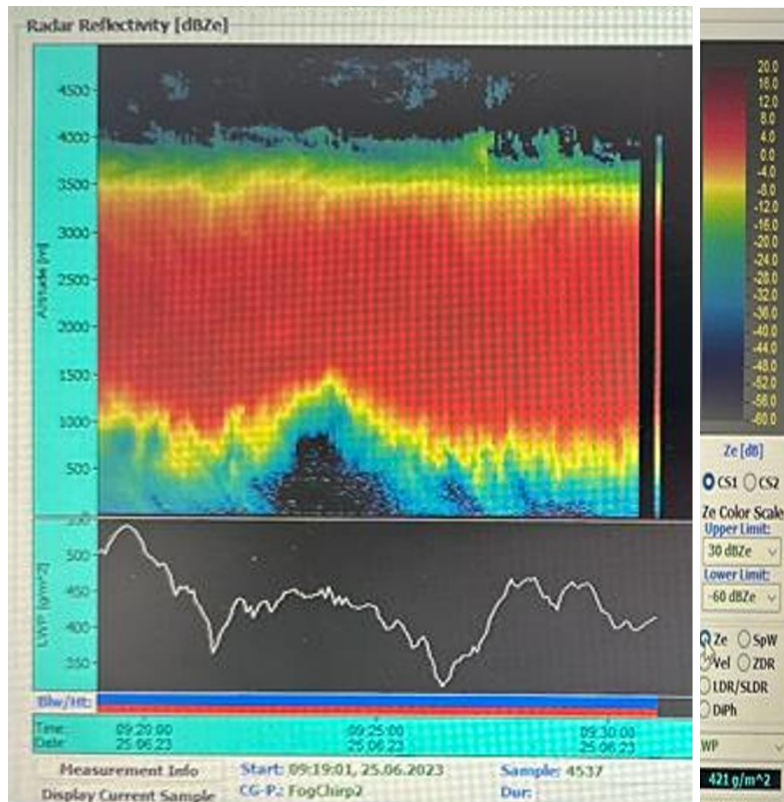 Radar Reflectivity [dBZe]
4500
4000
3500
3000
2500
2000
1500
1000
500
Altitude [m]
500
450
400
350
LWP [g/m^2]
Blw/Ht:
Time:
Date:
09:20:00
25.06.23
09:25:00
25.06.23
09:30:00
25.06.23
Measurement Info
Start: 09:19:01, 25.06.2023
Sample: 4537
Display Current Sample
CG-P: FogChirp2
Dur:
20.0
16.0
12.0
8.0
4.0
0.0
-4.0
-8.0
-12.0
-16.0
-20.0
-24.0
-28.0
-32.0
-36.0
-40.0
-44.0
-48.0
-52.0
-56.0
-60.0
Ze [dB]
CS1 CS2
Ze Color Scale
Upper Limit:
30 dBZe
Lower Limit:
-60 dBZe
Ze SpW
Vel ZDR
LDR/SLDR
DiPh
WP
421 g/m^2